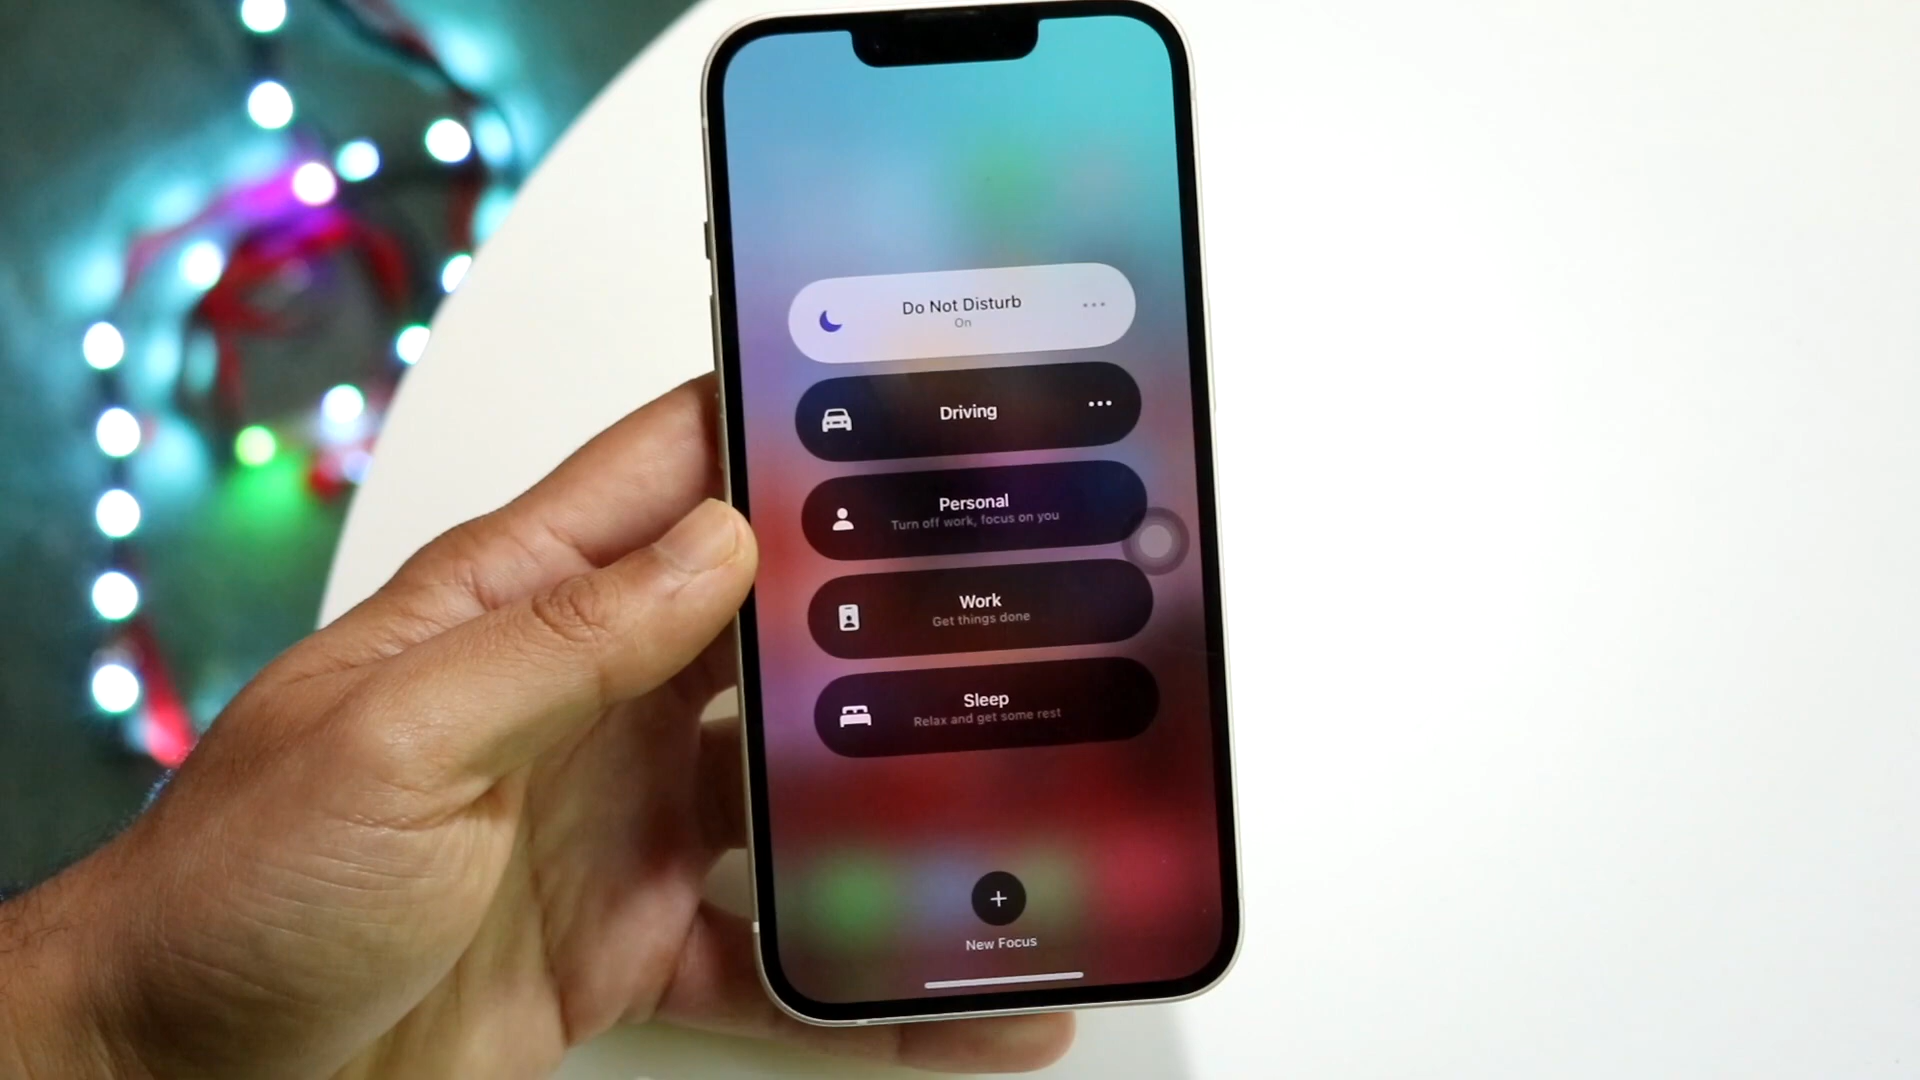 Do Not Disturb
On
Driving
Personal
Turn off work, focus on you
Work
Get things done
Sleep
Relax and get some rest
New Focus